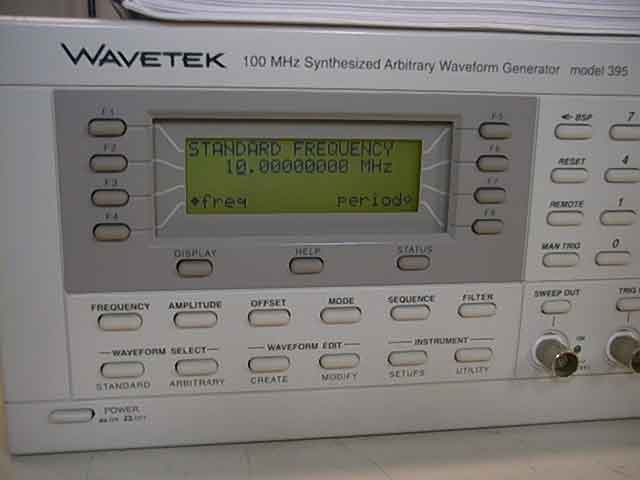 WAVETEK 100 MHz Synthesized Arbitrary Waveform Generator model 395
F1 F5
F2 F6
F3 F7
F4 F8
STANDARD FREQUENCY
10.00000000 MHz
freq period
DISPLAY HELP STATUS
BSP 7
RESET 4
REMOTE 1
MAN TRIG 0
FREQUENCY AMPLITUDE OFFSET MODE SEQUENCE FILTER
SWEEP OUT TRIG
WAVEFORM SELECT WAVEFORM EDIT INSTRUMENT
STANDARD ARBITRARY CREATE MODIFY SETUPS UTILITY
POWER